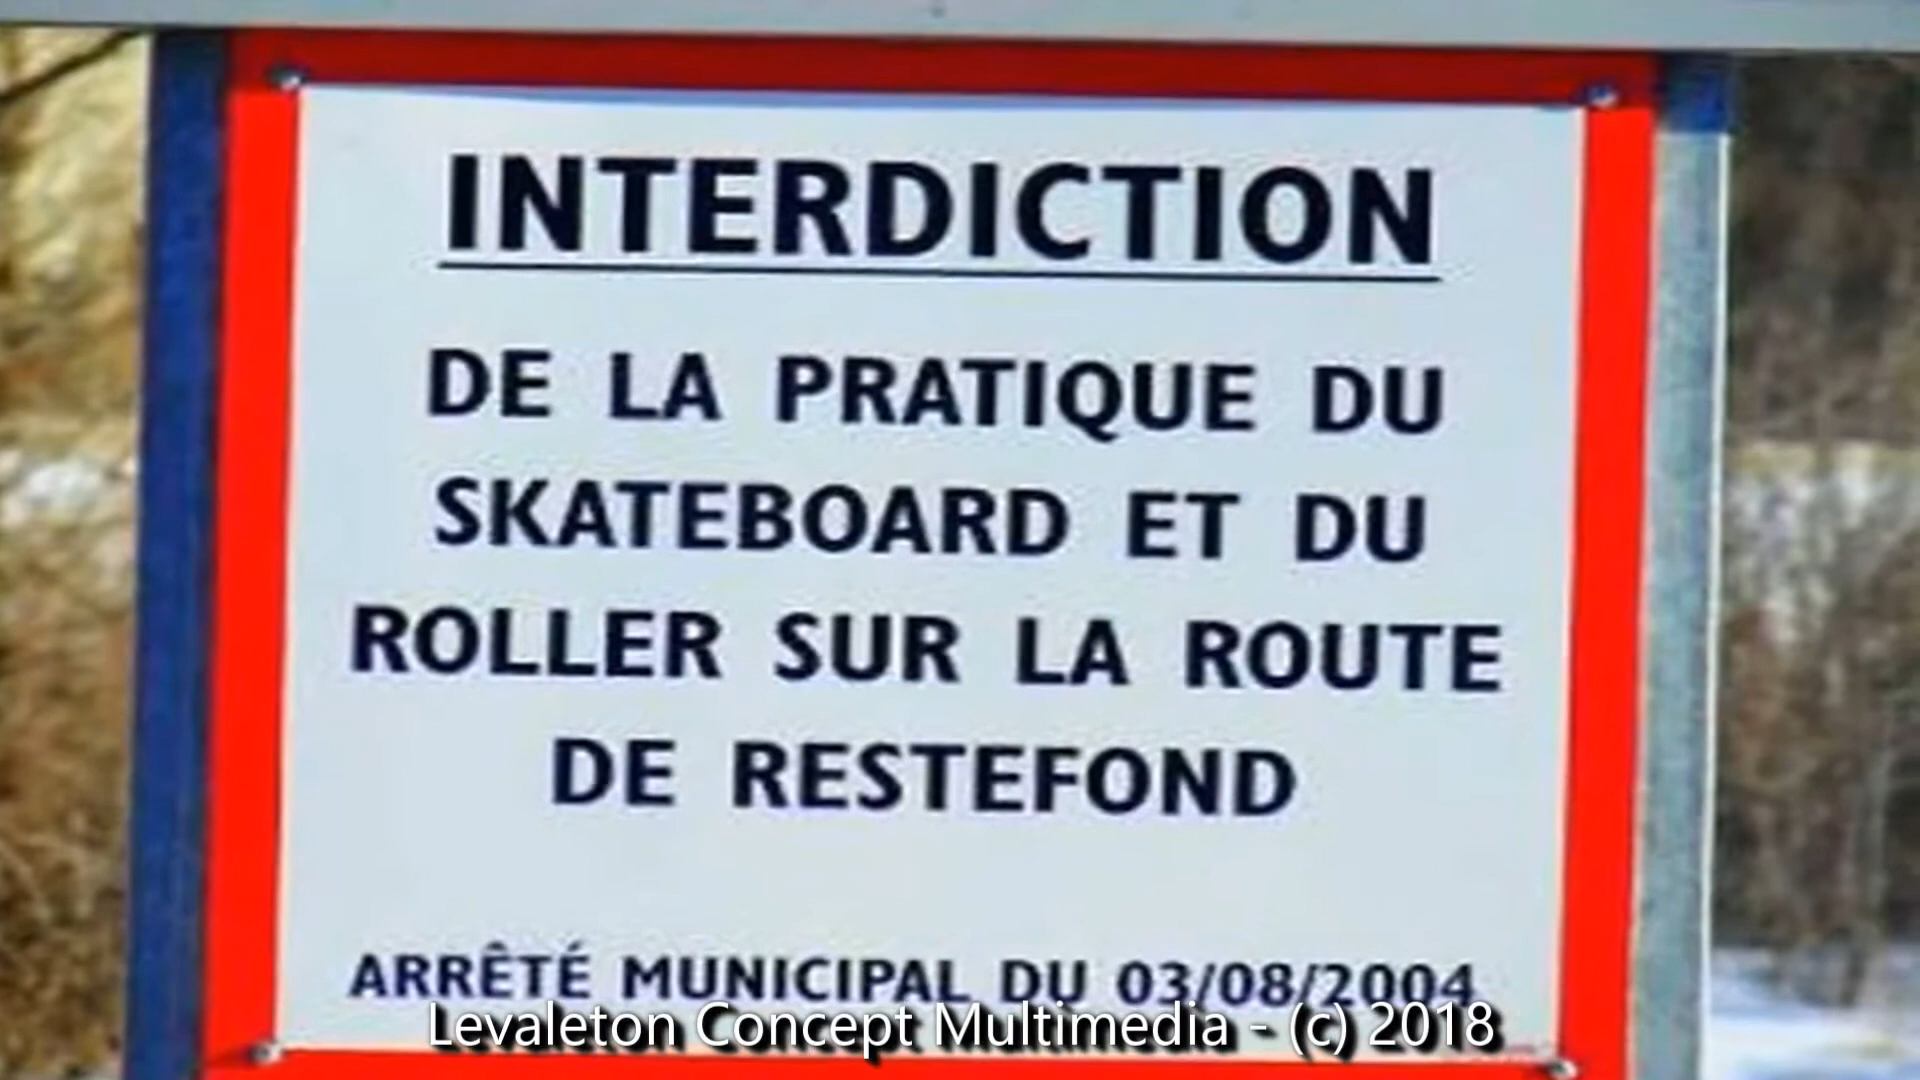 INTERDICTION
DE LA PRATIQUE DU
SKATEBOARD ET DU
ROLLER SUR LA ROUTE
DE RESTEFOND
ARRÊTÉ MUNICIPAL DU 03/08/2004
Levaleton Concept Multimedia - (c) 2018